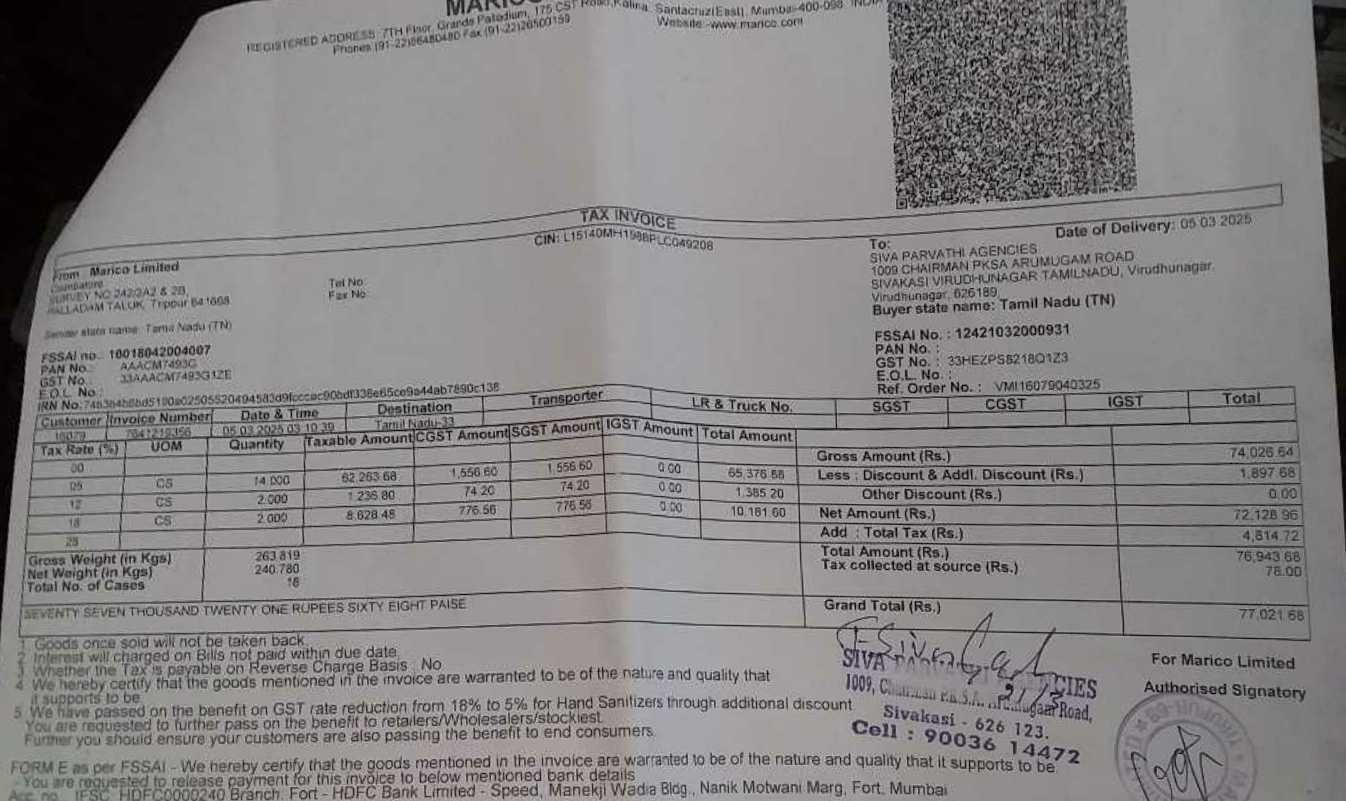 MARICO
REGISTERED ADDRESS: 7TH Floor, Grande Palladium, 175 CST Road, Kalina, Santacruz(East), Mumbai-400-098 INDIA
Phones (91-22)66480480 Fax (91-22)26500159 Website -www.marico.com
TAX INVOICE
CIN: L15140MH1988PLC049208
Date of Delivery: 05.03.2025
From Marico Limited
Coimbatore
SURVEY NO 242/2A2 & 2B,
PALLADAM TALUK, Tirppur 641668
Sender state name: Tamil Nadu (TN)
Tel No:
Fax No:
To:
SIVA PARVATHI AGENCIES
1009 CHAIRMAN PKSA ARUMUGAM ROAD
SIVAKASI VIRUDHUNAGAR TAMILNADU, Virudhunagar
Virudhunagar, 626189
Buyer state name: Tamil Nadu (TN)
FSSAI no.: 10018042004007
PAN No.: AAACM7493G
GST No.: 33AAACM7493G1ZE
E.O.L. No.:
FSSAI No. : 12421032000931
PAN No. :
GST No. : 33HEZPS8218Q1Z3
E.O.L. No. :
Ref. Order No. : VMI16079040325
IRN No:
Customer Invoice Number Date & Time Destination Transporter LR & Truck No. SGST CGST IGST Total
16079 05.03.2025 03:10:39 Tamil Nadu-33
Tax Rate (%) UOM Quantity Taxable Amount CGST Amount SGST Amount IGST Amount Total Amount
00
05 CS 14.000 62,263.68 1,556.60 1,556.60 0.00 65,376.88
12 CS 2.000 1,236.80 74.20 74.20 0.00 1,385.20
18 CS 2.000 8,628.48 776.56 776.56 0.00 10,181.60
28
Gross Amount (Rs.) 74,026.64
Less : Discount & Addl. Discount (Rs.) 1,897.68
Other Discount (Rs.) 0.00
Net Amount (Rs.) 72,128.96
Add : Total Tax (Rs.) 4,814.72
Total Amount (Rs.) 76,943.68
Tax collected at source (Rs.) 78.00
Gross Weight (in Kgs) 263.819
Net Weight (in Kgs) 240.780
Total No. of Cases 18
SEVENTY SEVEN THOUSAND TWENTY ONE RUPEES SIXTY EIGHT PAISE
Grand Total (Rs.) 77,021.68
1. Goods once sold will not be taken back.
2. Interest will charged on Bills not paid within due date.
3. Whether the Tax is payable on Reverse Charge Basis : No
4. We hereby certify that the goods mentioned in the invoice are warranted to be of the nature and quality that
it supports to be.
5. We have passed on the benefit on GST rate reduction from 18% to 5% for Hand Sanitizers through additional discount
You are requested to further pass on the benefit to retailers/Wholesalers/stockiest.
Further you should ensure your customers are also passing the benefit to end consumers.
SIVA PARVATHI AGENCIES
1009, Chairman P.K.S.A. Arumugam Road,
Sivakasi - 626 123.
Cell : 90036 14472
For Marico Limited
Authorised Signatory
FORM E as per FSSAI - We hereby certify that the goods mentioned in the invoice are warranted to be of the nature and quality that it supports to be.
- You are requested to release payment for this invoice to below mentioned bank details
Acc. no. IFSC: HDFC0000240 Branch: Fort - HDFC Bank Limited - Speed, Manekji Wadia Bldg., Nanik Motwani Marg, Fort, Mumbai